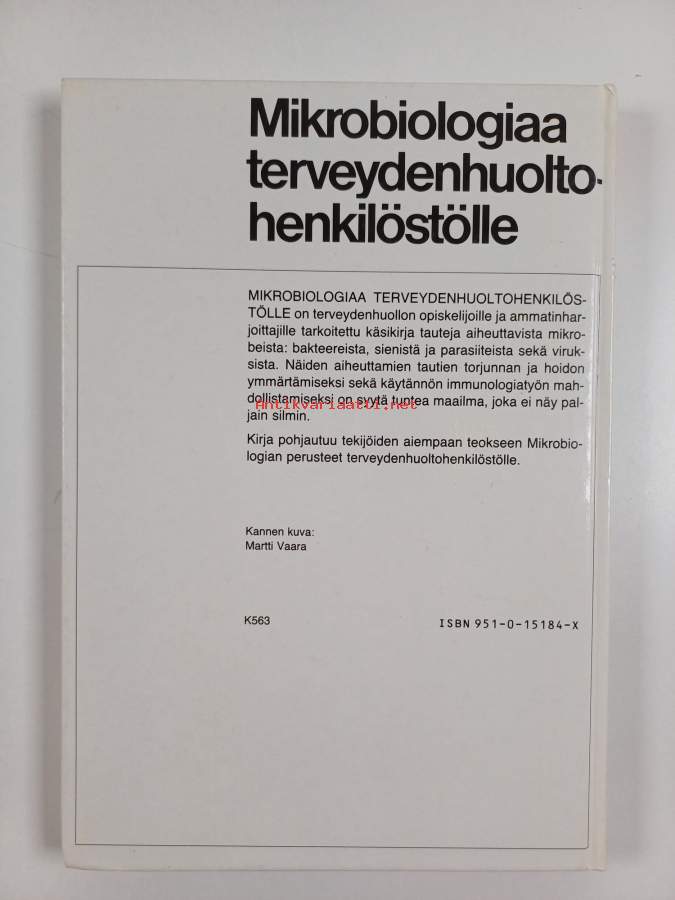 Mikrobiologiaa
terveydenhuolto-
henkilöstölle
MIKROBIOLOGIAA TERVEYDENHUOLTOHENKILÖS-
TÖLLE on terveydenhuollon opiskelijoille ja ammatinhar-
joittajille tarkoitettu käsikirja tauteja aiheuttavista mikro-
beista: bakteereista, sienistä ja parasiiteista sekä viruk-
sista. Näiden aiheuttamien tautien torjunnan ja hoidon
ymmärtämiseksi sekä käytännön immunologiatyön mah-
dollistamiseksi on syytä tuntea maailma, joka ei näy pal-
Antikvariaatti.net
jain silmin.
Kirja pohjautuu tekijöiden aiempaan teokseen Mikrobio-
logian perusteet terveydenhuoltohenkilöstölle.
Kannen kuva:
Martti Vaara
K563
ISBN 951-0-15184-X